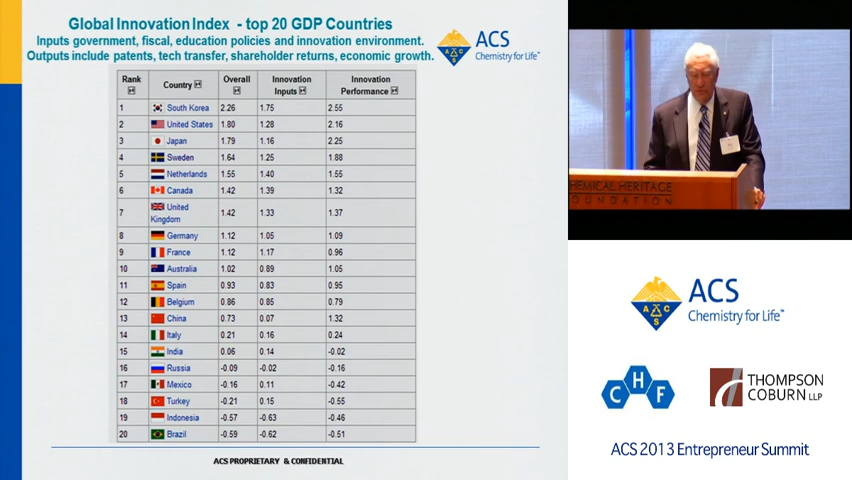 Global Innovation Index - top 20 GDP Countries
Inputs government, fiscal, education policies and innovation environment.
Outputs include patents, tech transfer, shareholder returns, economic growth.
ACS
Chemistry for Life™
Rank Country Overall Innovation Inputs Innovation Performance
1 South Korea 2.26 1.75 2.55
2 United States 1.80 1.28 2.16
3 Japan 1.79 1.16 2.25
4 Sweden 1.64 1.25 1.88
5 Netherlands 1.55 1.40 1.55
6 Canada 1.42 1.39 1.32
7 United Kingdom 1.42 1.33 1.37
8 Germany 1.12 1.05 1.09
9 France 1.12 1.17 0.96
10 Australia 1.02 0.89 1.05
11 Spain 0.93 0.83 0.95
12 Belgium 0.86 0.85 0.79
13 China 0.73 0.07 1.32
14 Italy 0.21 0.16 0.24
15 India 0.06 0.14 -0.02
16 Russia -0.09 -0.02 -0.16
17 Mexico -0.16 0.11 -0.42
18 Turkey -0.21 0.15 -0.55
19 Indonesia -0.57 -0.63 -0.46
20 Brazil -0.59 -0.62 -0.51
ACS PROPRIETARY & CONFIDENTIAL
HEMICAL HERITAGE
FOUNDATION
A C S
ACS
Chemistry for Life™
C H F
THOMPSON
COBURN LLP
ACS 2013 Entrepreneur Summit